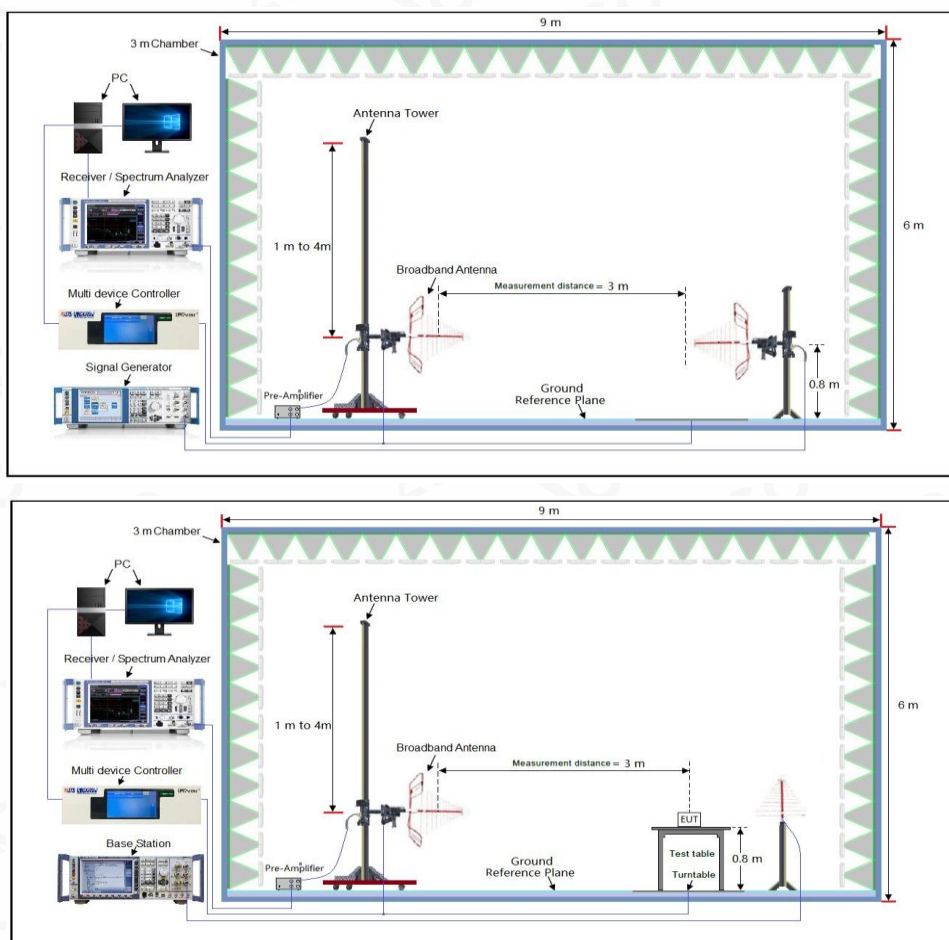 9 m
3 m Chamber
PC
Antenna Tower
Receiver / Spectrum Analyzer
6 m
1 m to 4m
Broadband Antenna
Measurement distance = 3 m
Multi device Controller
Signal Generator
Pre-Amplifier
Ground
Reference Plane
0.8 m
9 m
3 m Chamber
PC
Antenna Tower
Receiver / Spectrum Analyzer
6 m
1 m to 4m
Broadband Antenna
Measurement distance = 3 m
Multi device Controller
EUT
Base Station
Test table
0.8 m
Ground
Reference Plane
Pre-Amplifier
Turntable